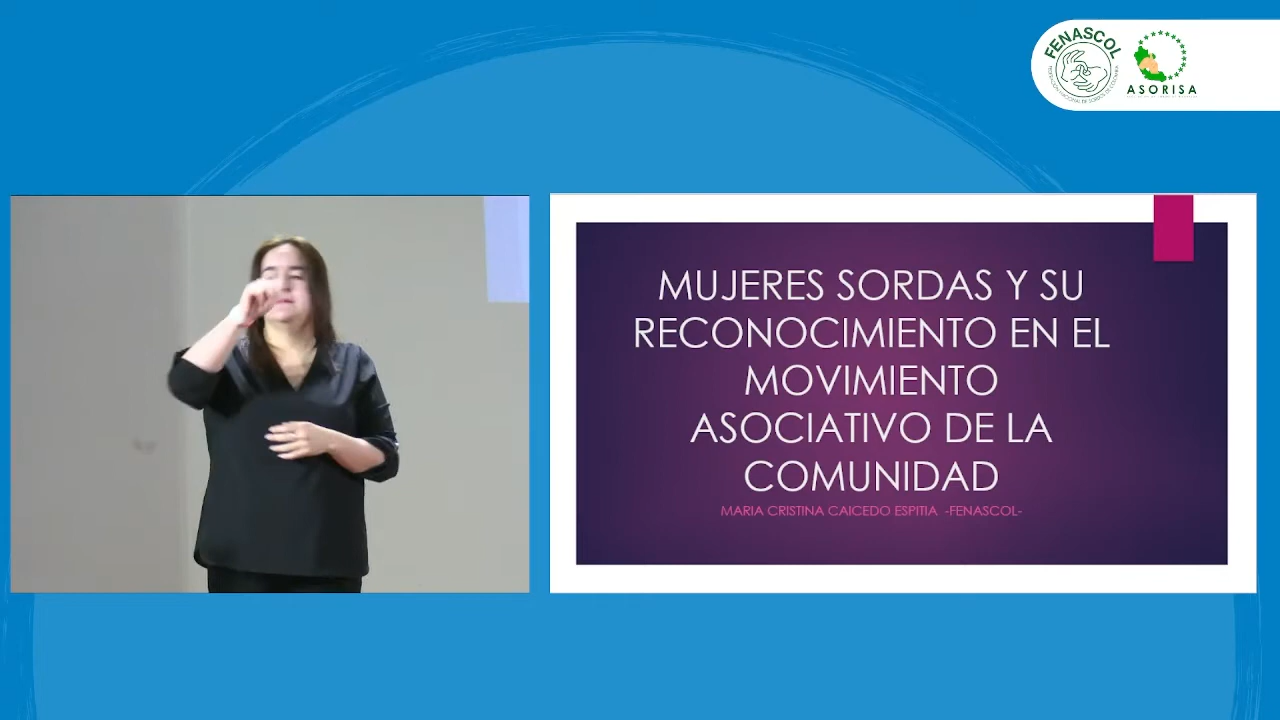 FENASCOL
ASORISA
MUJERES SORDAS Y SU
RECONOCIMIENTO EN EL
MOVIMIENTO
ASOCIATIVO DE LA
COMUNIDAD
MARIA CRISTINA CAICEDO ESPITIA -FENASCOL-